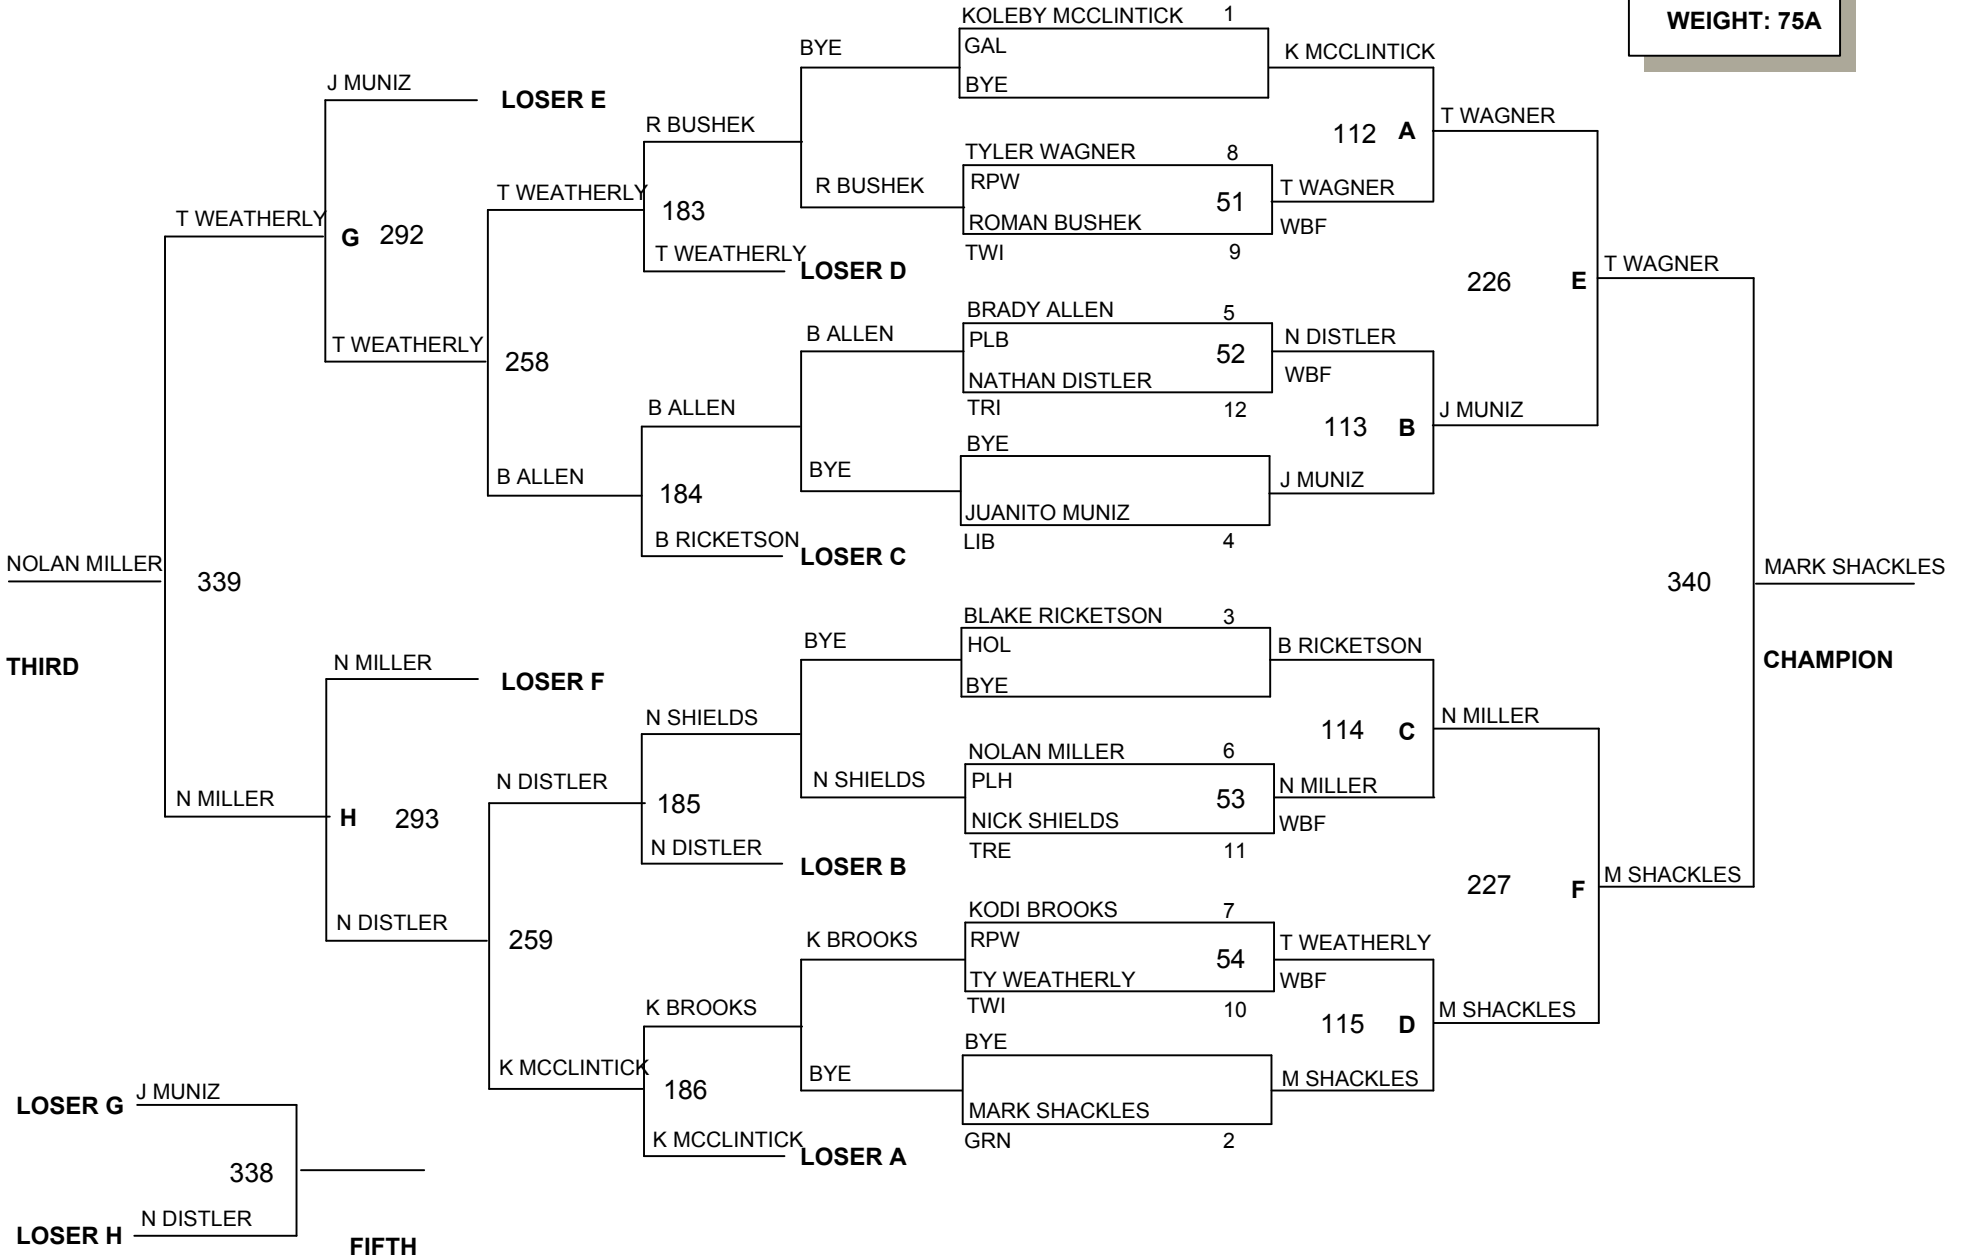 WEIGHT: 75A
KOLEBY MCCLINTICK 1
GAL
BYE
BYE
K MCCLINTICK
J MUNIZ
LOSER E
R BUSHEK
112 A
T WAGNER
TYLER WAGNER 8
RPW
ROMAN BUSHEK
51
TWI 9
R BUSHEK
T WAGNER
WBF
T WEATHERLY
183
T WEATHERLY
LOSER D
T WEATHERLY
G 292
226 E
T WAGNER
BRADY ALLEN 5
PLB
NATHAN DISTLER
52
TRI 12
B ALLEN
N DISTLER
WBF
T WEATHERLY
258
B ALLEN
113 B
J MUNIZ
BYE
JUANITO MUNIZ
LIB 4
BYE
J MUNIZ
B ALLEN
184
B RICKETSON
LOSER C
NOLAN MILLER
339
THIRD
340
MARK SHACKLES
CHAMPION
BLAKE RICKETSON 3
HOL
BYE
BYE
B RICKETSON
N MILLER
LOSER F
N SHIELDS
114 C
N MILLER
NOLAN MILLER 6
PLH
NICK SHIELDS
53
TRE 11
N SHIELDS
N MILLER
WBF
N DISTLER
185
N DISTLER
LOSER B
N MILLER
H 293
227 F
M SHACKLES
KODI BROOKS 7
RPW
TY WEATHERLY
54
TWI 10
K BROOKS
T WEATHERLY
WBF
N DISTLER
259
K BROOKS
115 D
M SHACKLES
BYE
MARK SHACKLES
GRN 2
BYE
M SHACKLES
K MCCLINTICK
186
K MCCLINTICK
LOSER A
LOSER G J MUNIZ
338
LOSER H N DISTLER
FIFTH